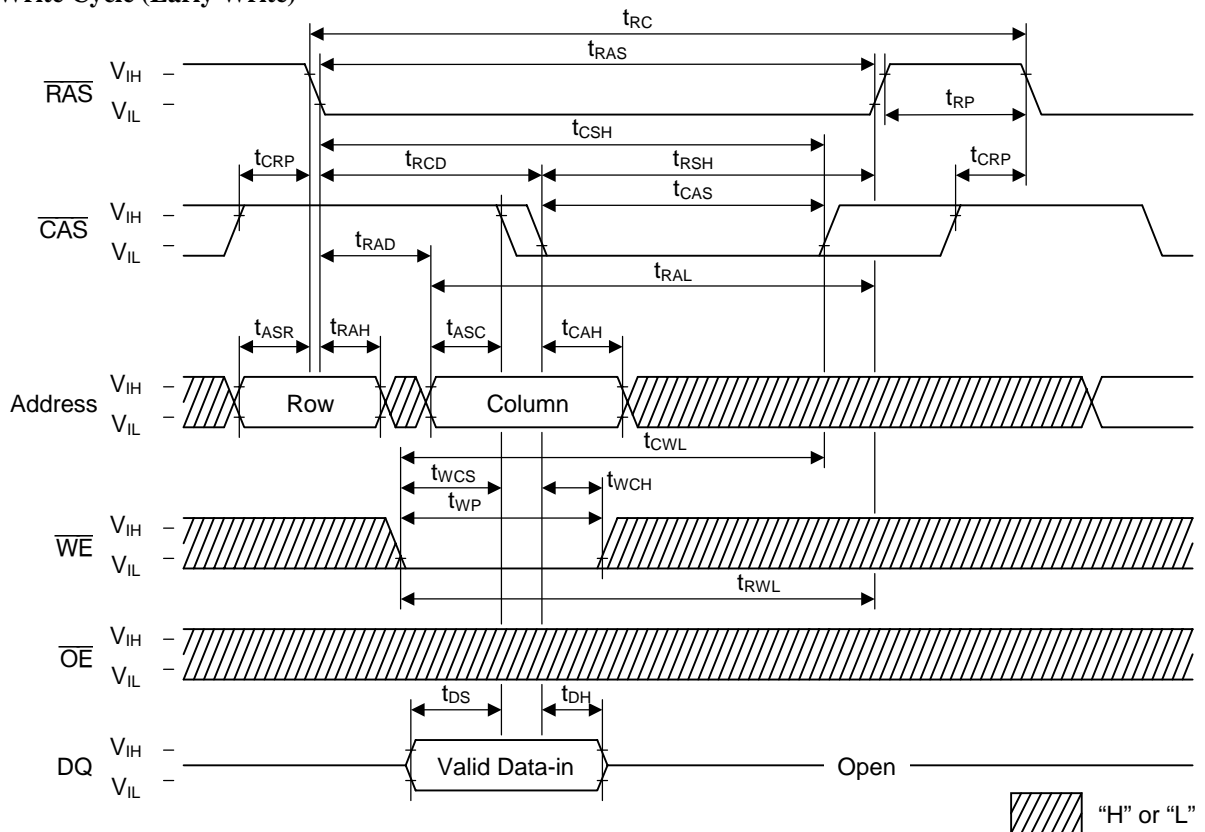 Write Cycle (Early Write)
tRC
tRAS
RAS VIH
VIL
tRP
tCSH
tCRP tRCD tRSH tCRP
tCAS
CAS VIH
VIL
tRAD
tRAL
tASR tRAH tASC tCAH
Address VIH
VIL
Row Column
tCWL
tWCS tWCH
tWP
WE VIH
VIL
tRWL
OE VIH
VIL
tDS tDH
DQ VIH
VIL
Valid Data-in Open
“H” or “L”